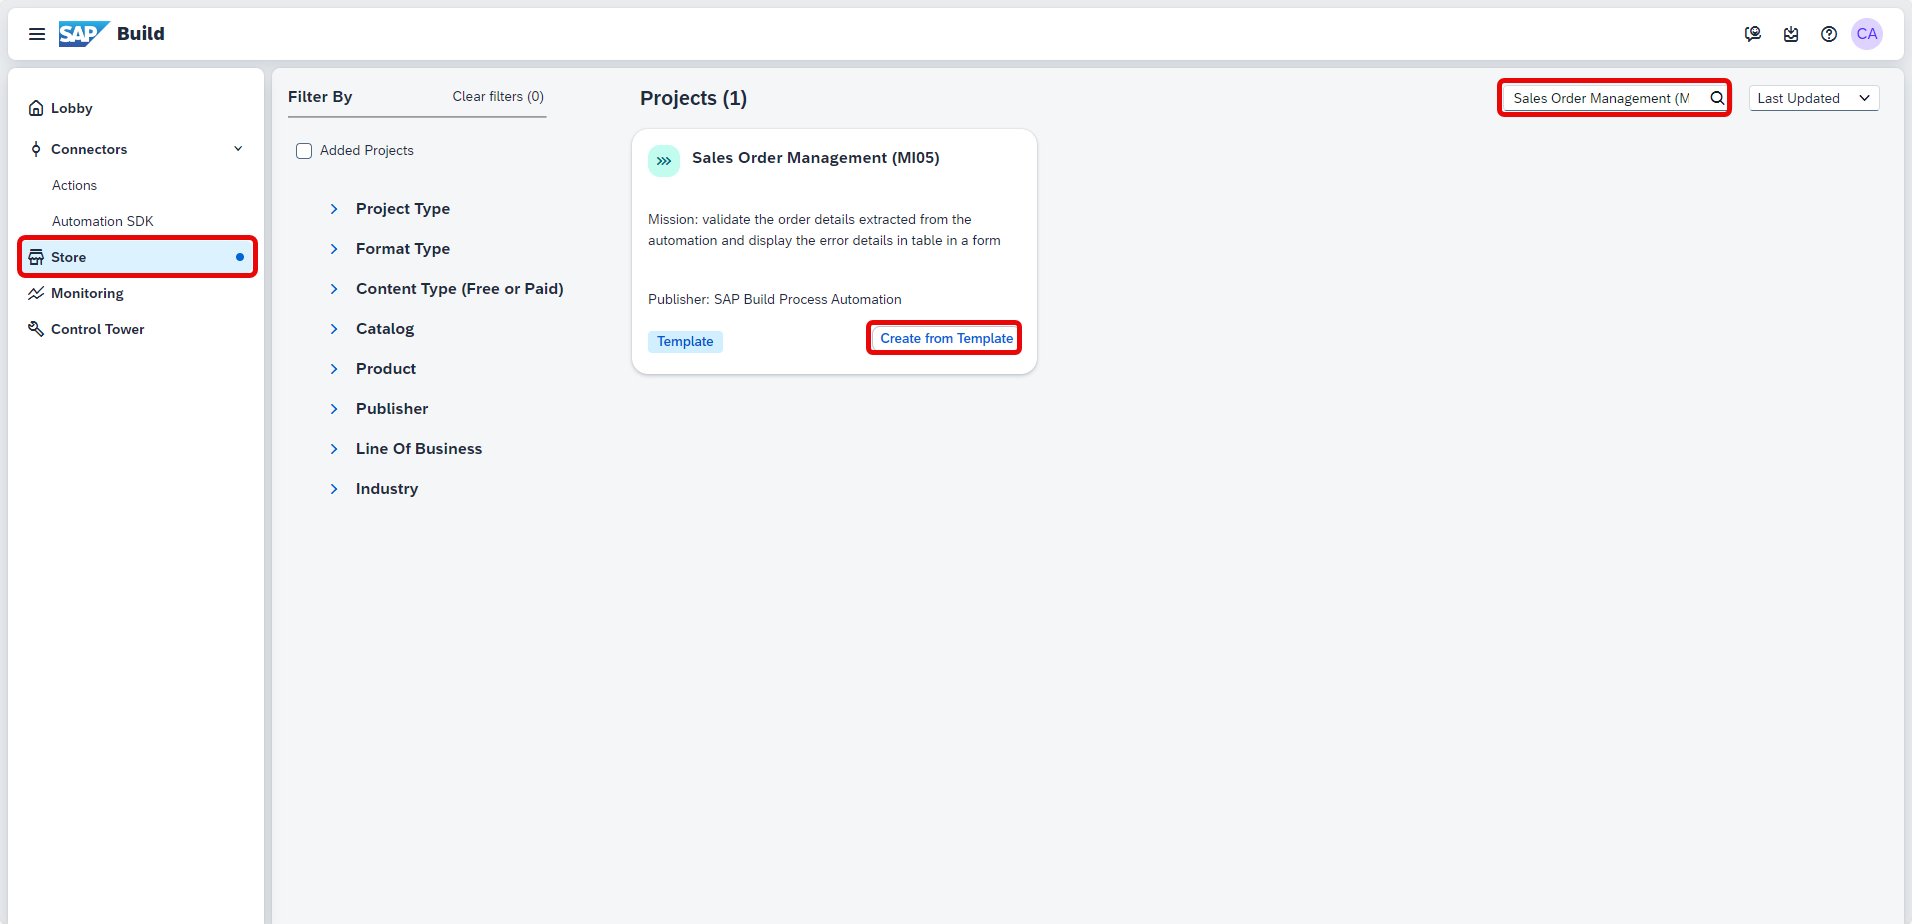 SAP Build
CA
Lobby
Connectors
Actions
Automation SDK
Store
Monitoring
Control Tower
Filter By
Clear filters (0)
Added Projects
Project Type
Format Type
Content Type (Free or Paid)
Catalog
Product
Publisher
Line Of Business
Industry
Projects (1)
Sales Order Management (M
Last Updated
Sales Order Management (MI05)
Mission: validate the order details extracted from the
automation and display the error details in table in a form
Publisher: SAP Build Process Automation
Template
Create from Template